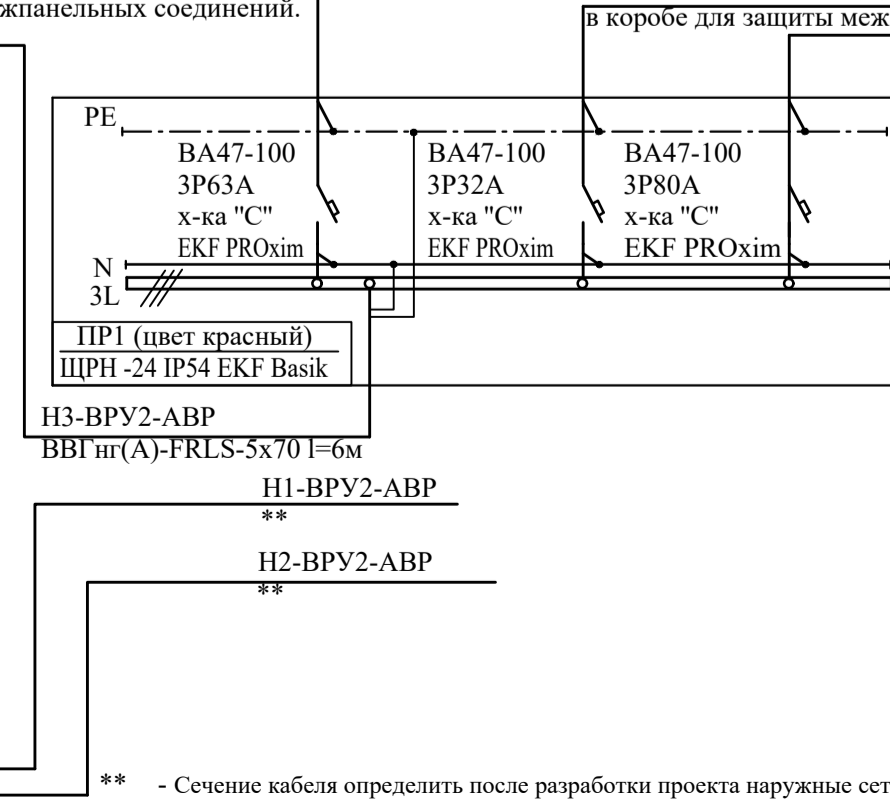 жпанельных соединений.
в коробе для защиты меж
PE
ВА47-100
3Р63А
х-ка "С"
EKF PROxim
ВА47-100
3Р32А
х-ка "С"
EKF PROxim
ВА47-100
3Р80А
х-ка "С"
EKF PROxim
N
3L
ПР1 (цвет красный)
ЩРН -24 IP54 EKF Basik
Н3-ВРУ2-АВР
ВВГнг(А)-FRLS-5х70 l=6м
Н1-ВРУ2-АВР
**
Н2-ВРУ2-АВР
**
** - Сечение кабеля определить после разработки проекта наружные сет